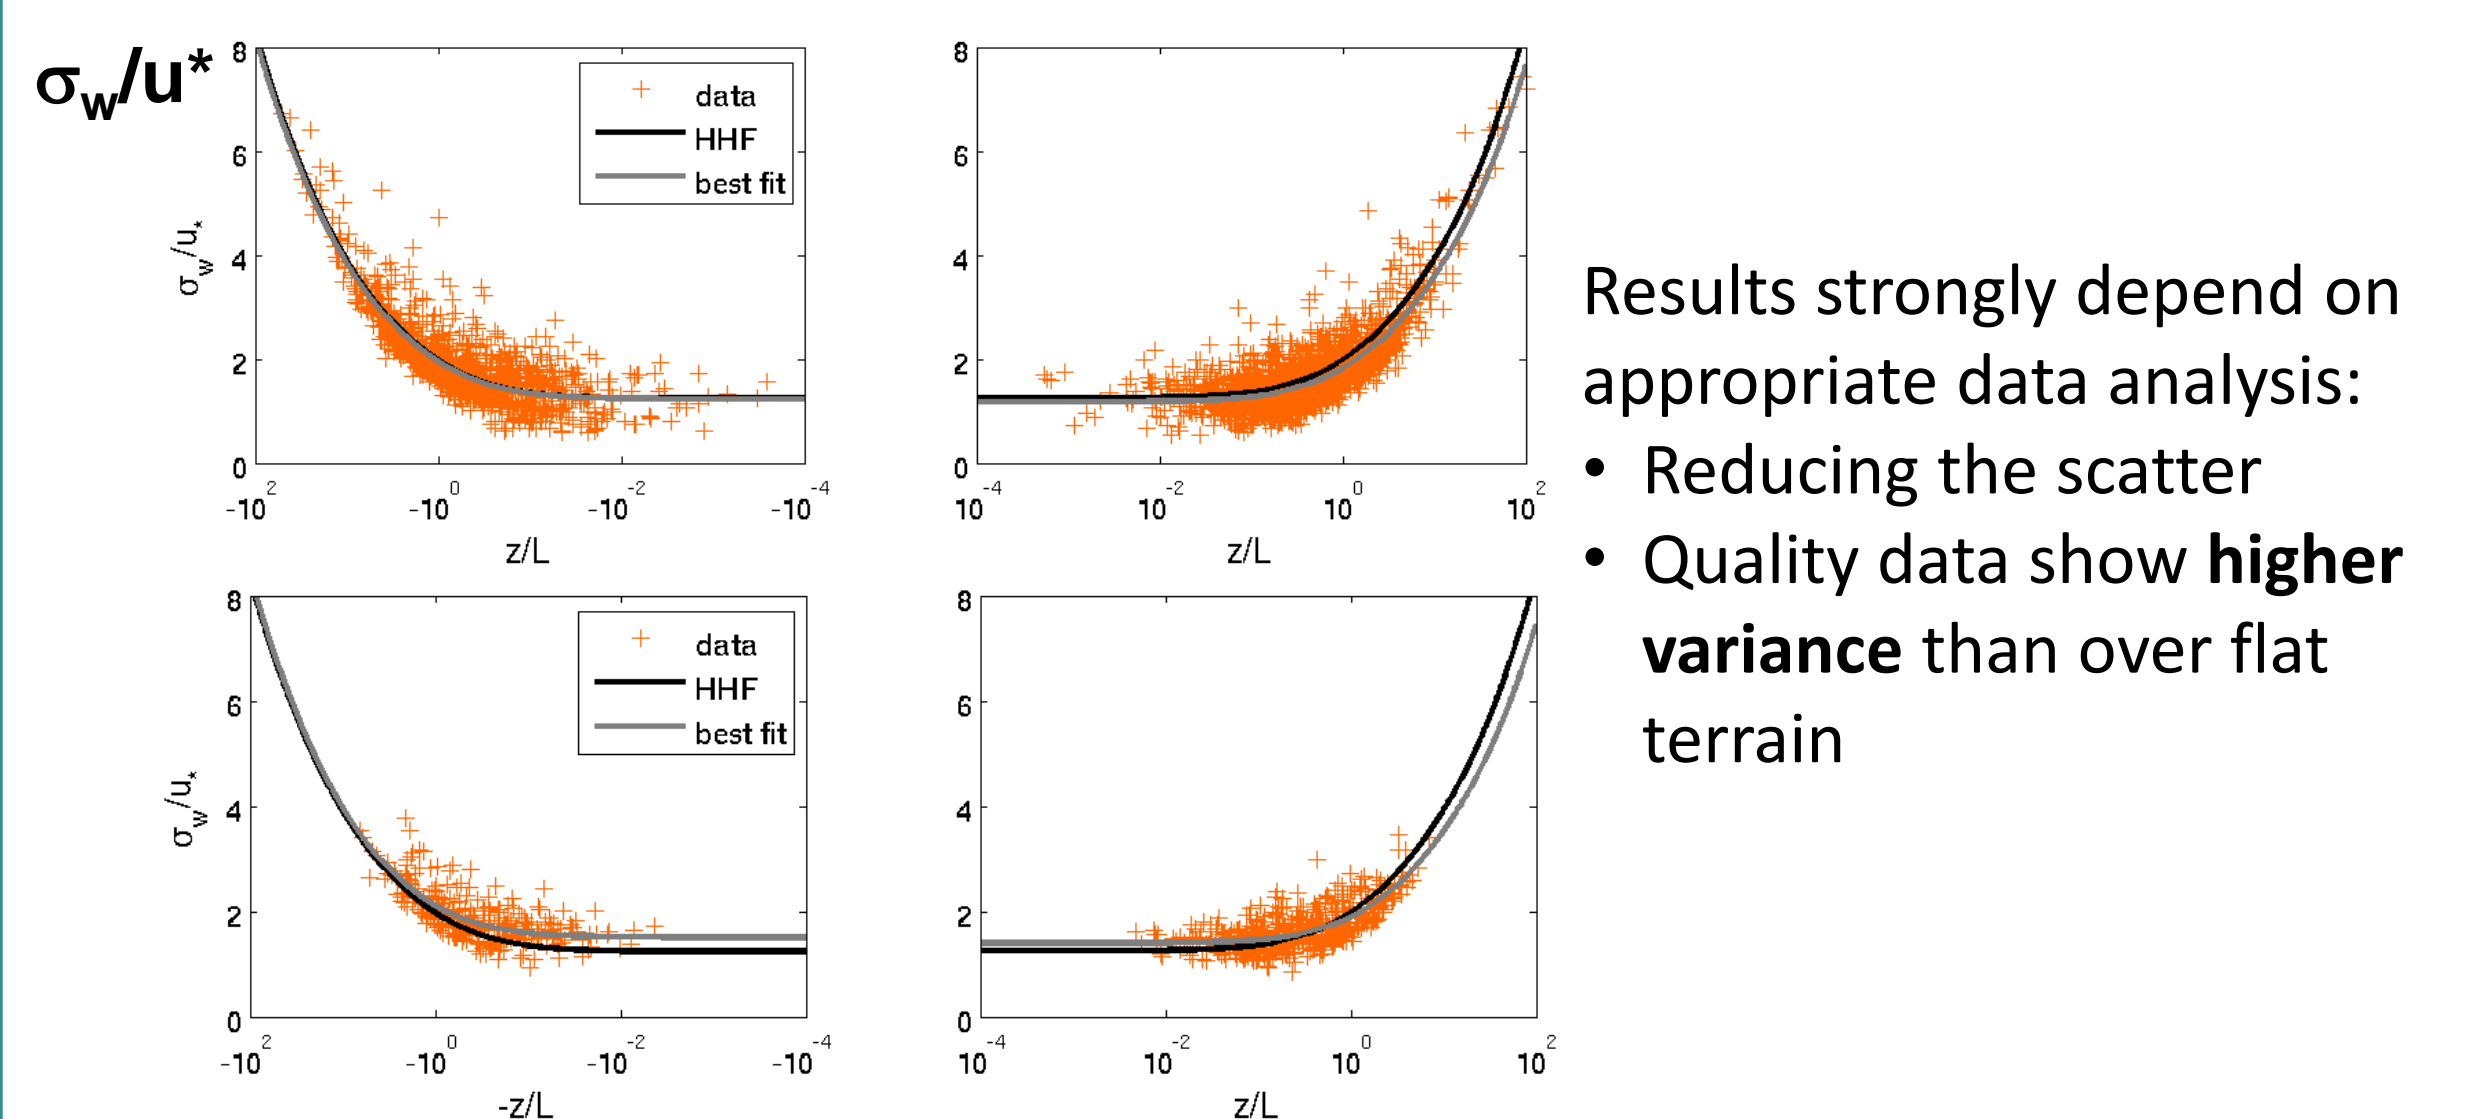 σw/u*
8
6
4
2
0
σw/u*
data
HHF
best fit
-10^2
-10^0
-10^-2
-10^-4
z/L
8
6
4
2
0
10^-4
10^-2
10^0
10^2
z/L
8
6
4
2
0
σw/u*
data
HHF
best fit
-10^2
-10^0
-10^-2
-10^-4
-z/L
8
6
4
2
0
10^-4
10^-2
10^0
10^2
z/L
Results strongly depend on
appropriate data analysis:
• Reducing the scatter
• Quality data show higher
variance than over flat
terrain